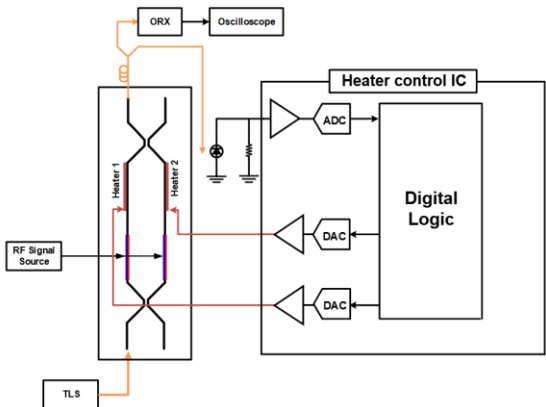 ORX
Oscilloscope
Heater control IC
ADC
Heater 1
Heater 2
Digital
Logic
DAC
RF Signal
Source
DAC
TLS